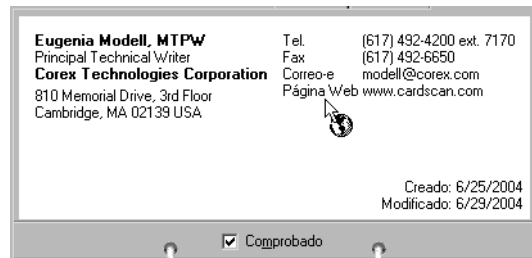 Eugenia Modell, MTPW
Principal Technical Writer
Corex Technologies Corporation
810 Memorial Drive, 3rd Floor
Cambridge, MA 02139 USA
Tel. (617) 492-4200 ext. 7170
Fax (617) 492-6650
Correo-e modell@corex.com
Página Web www.cardscan.com
Creado: 6/25/2004
Modificado: 6/29/2004
Comprobado